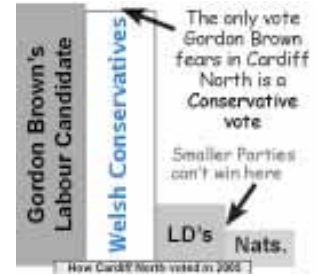 Gordon Brown's
Labour Candidate
Welsh Conservatives
The only vote
Gordon Brown
fears in Cardiff
North is a
Conservative
vote
Smaller Parties
can't win here
LD's
Nats.
How Cardiff North voted in 2005